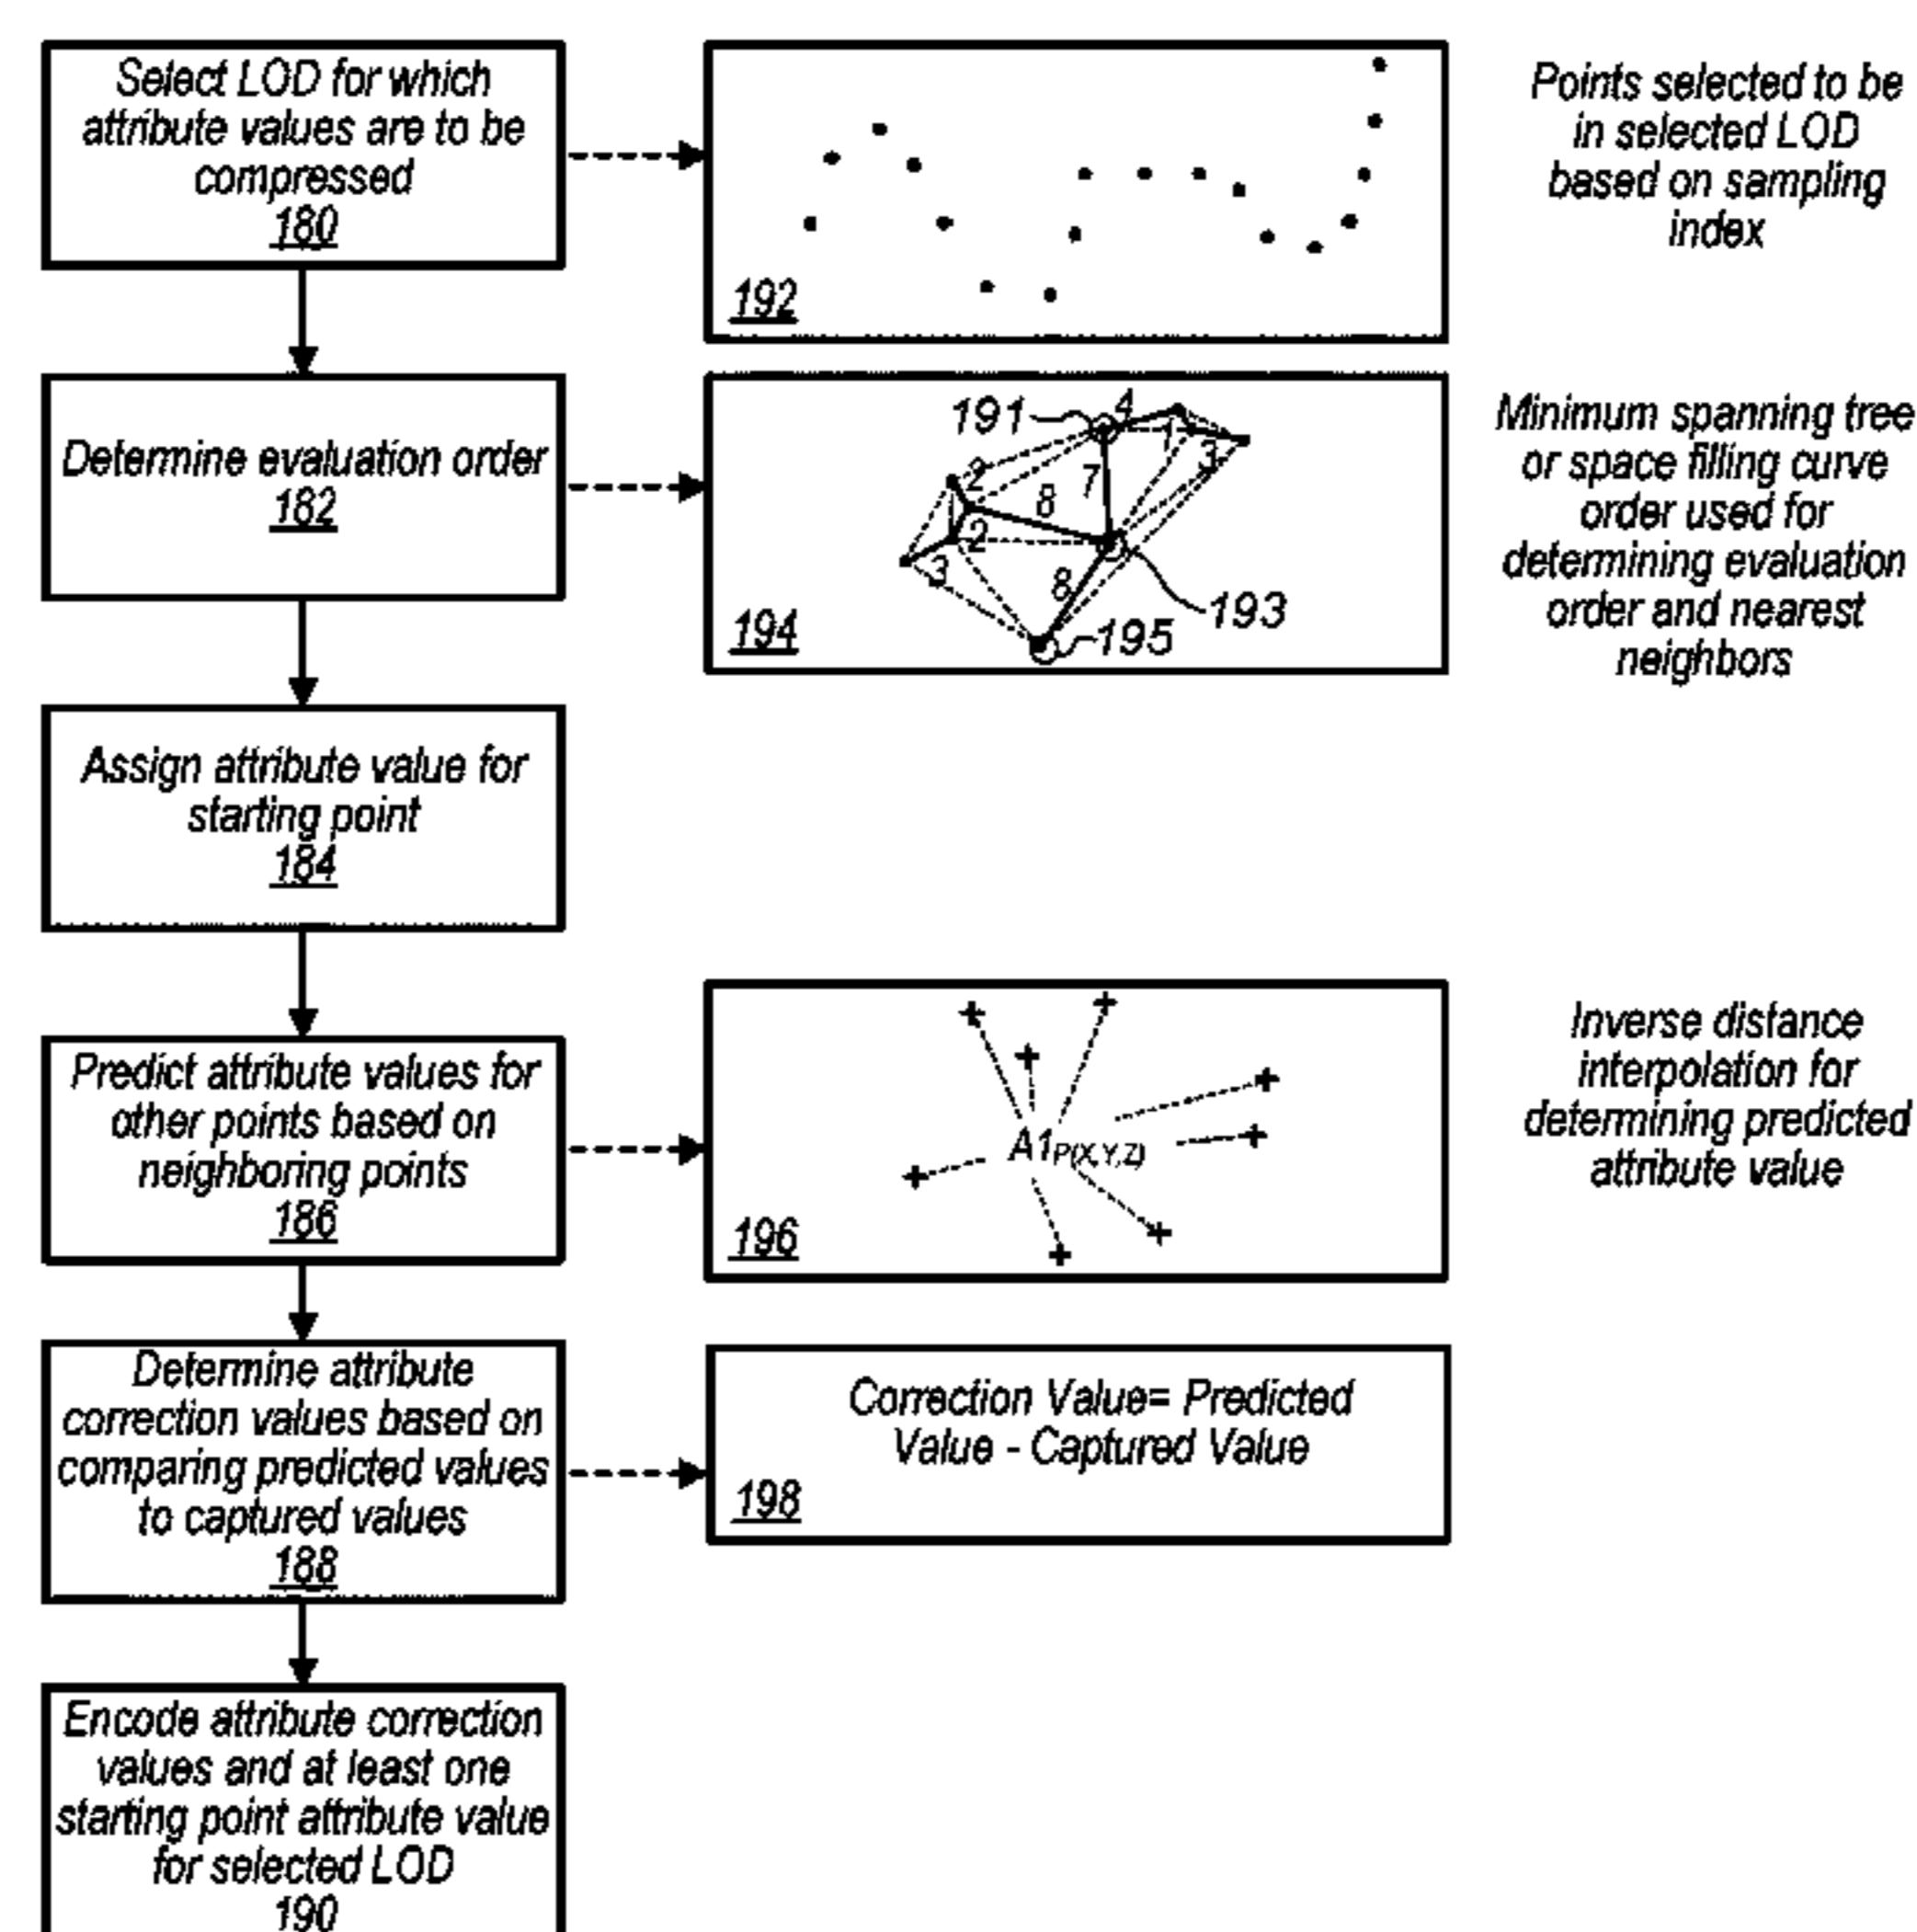 Select LOD for which
attribute values are to be
compressed
180
192
Points selected to be
in selected LOD
based on sampling
index
Determine evaluation order
182
191
4
1
3
2
8
7
2
3
8
193
195
194
Minimum spanning tree
or space filling curve
order used for
determining evaluation
order and nearest
neighbors
Assign attribute value for
starting point
184
Predict attribute values for
other points based on
neighboring points
186
A1P(X,Y,Z)
196
Inverse distance
interpolation for
determining predicted
attribute value
Determine attribute
correction values based on
comparing predicted values
to captured values
188
Correction Value= Predicted
Value - Captured Value
198
Encode attribute correction
values and at least one
starting point attribute value
for selected LOD
190